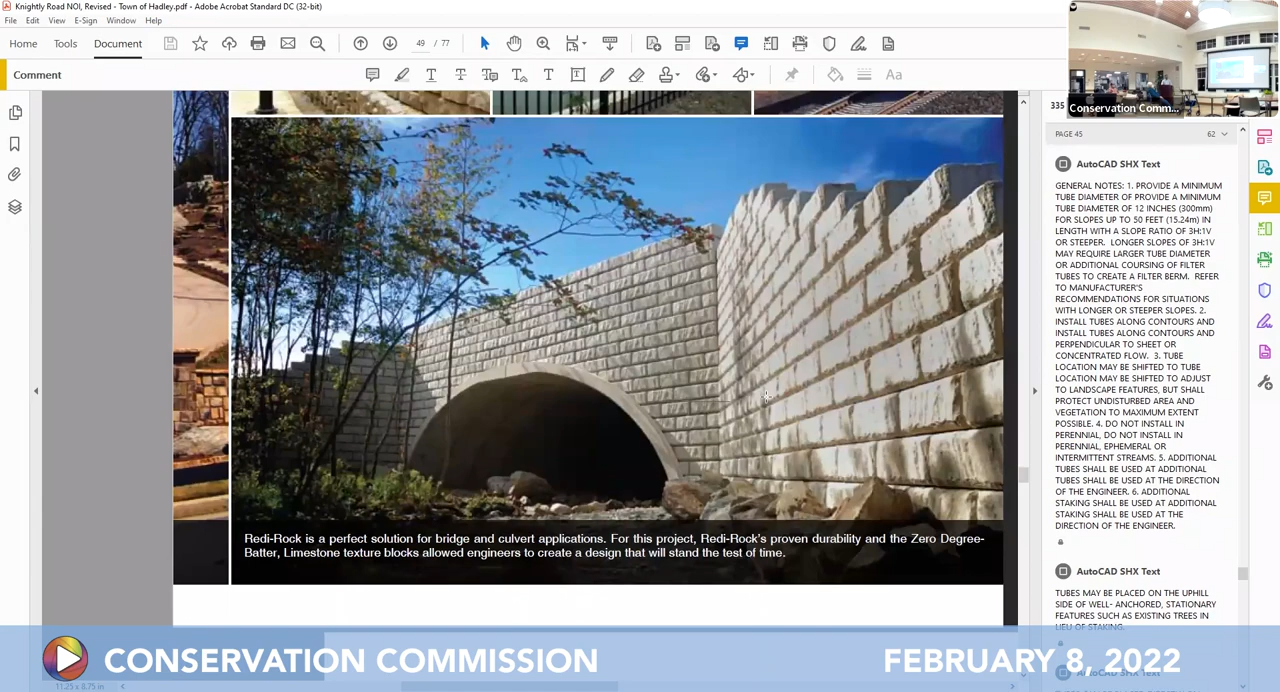 Knightly Road NOI, Revised - Town of Hadley.pdf - Adobe Acrobat Standard DC (32-bit)
File Edit View E-Sign Window Help
Home Tools Document 49 / 77
Comment
Aa
335
Conservation Comm...
PAGE 45 62
AutoCAD SHX Text
GENERAL NOTES: 1. PROVIDE A MINIMUM
TUBE DIAMETER OF PROVIDE A MINIMUM
TUBE DIAMETER OF 12 INCHES (300mm)
FOR SLOPES UP TO 50 FEET (15.24m) IN
LENGTH WITH A SLOPE RATIO OF 3H:1V
OR STEEPER. LONGER SLOPES OF 3H:1V
MAY REQUIRE LARGER TUBE DIAMETER
OR ADDITIONAL COURSING OF FILTER
TUBES TO CREATE A FILTER BERM. REFER
TO MANUFACTURER'S
RECOMMENDATIONS FOR SITUATIONS
WITH LONGER OR STEEPER SLOPES. 2.
INSTALL TUBES ALONG CONTOURS AND
INSTALL TUBES ALONG CONTOURS AND
PERPENDICULAR TO SHEET OR
CONCENTRATED FLOW. 3. TUBE
LOCATION MAY BE SHIFTED TO TUBE
LOCATION MAY BE SHIFTED TO ADJUST
TO LANDSCAPE FEATURES, BUT SHALL
PROTECT UNDISTURBED AREA AND
VEGETATION TO MAXIMUM EXTENT
POSSIBLE. 4. DO NOT INSTALL IN
PERENNIAL, DO NOT INSTALL IN
PERENNIAL, EPHEMERAL OR
INTERMITTENT STREAMS. 5. ADDITIONAL
TUBES SHALL BE USED AT ADDITIONAL
TUBES SHALL BE USED AT THE DIRECTION
OF THE ENGINEER. 6. ADDITIONAL
STAKING SHALL BE USED AT ADDITIONAL
STAKING SHALL BE USED AT THE
DIRECTION OF THE ENGINEER.
AutoCAD SHX Text
TUBES MAY BE PLACED ON THE UPHILL
SIDE OF WELL- ANCHORED, STATIONARY
FEATURES SUCH AS EXISTING TREES IN
LIEU OF STAKING.
AutoCAD SHX Text
Redi-Rock is a perfect solution for bridge and culvert applications. For this project, Redi-Rock's proven durability and the Zero Degree-
Batter, Limestone texture blocks allowed engineers to create a design that will stand the test of time.
CONSERVATION COMMISSION
FEBRUARY 8, 2022
11.25 x 8.75 in